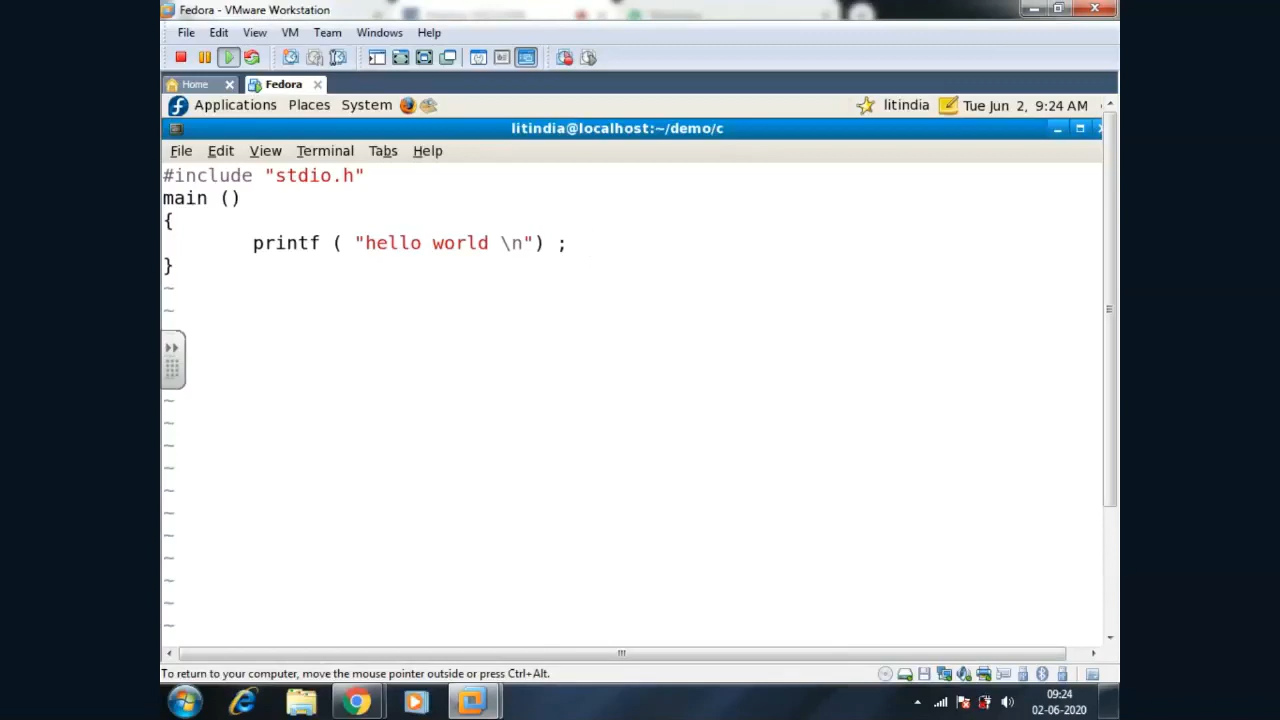 Fedora - VMware Workstation
File Edit View VM Team Windows Help
Home Fedora
Applications Places System litindia Tue Jun 2, 9:24 AM
litindia@localhost:~/demo/c
File Edit View Terminal Tabs Help
#include "stdio.h"
main ()
{
printf ( "hello world \n") ;
}
~
~
~
~
~
~
~
~
~
~
~
~
~
To return to your computer, move the mouse pointer outside or press Ctrl+Alt.
09:24
02-06-2020